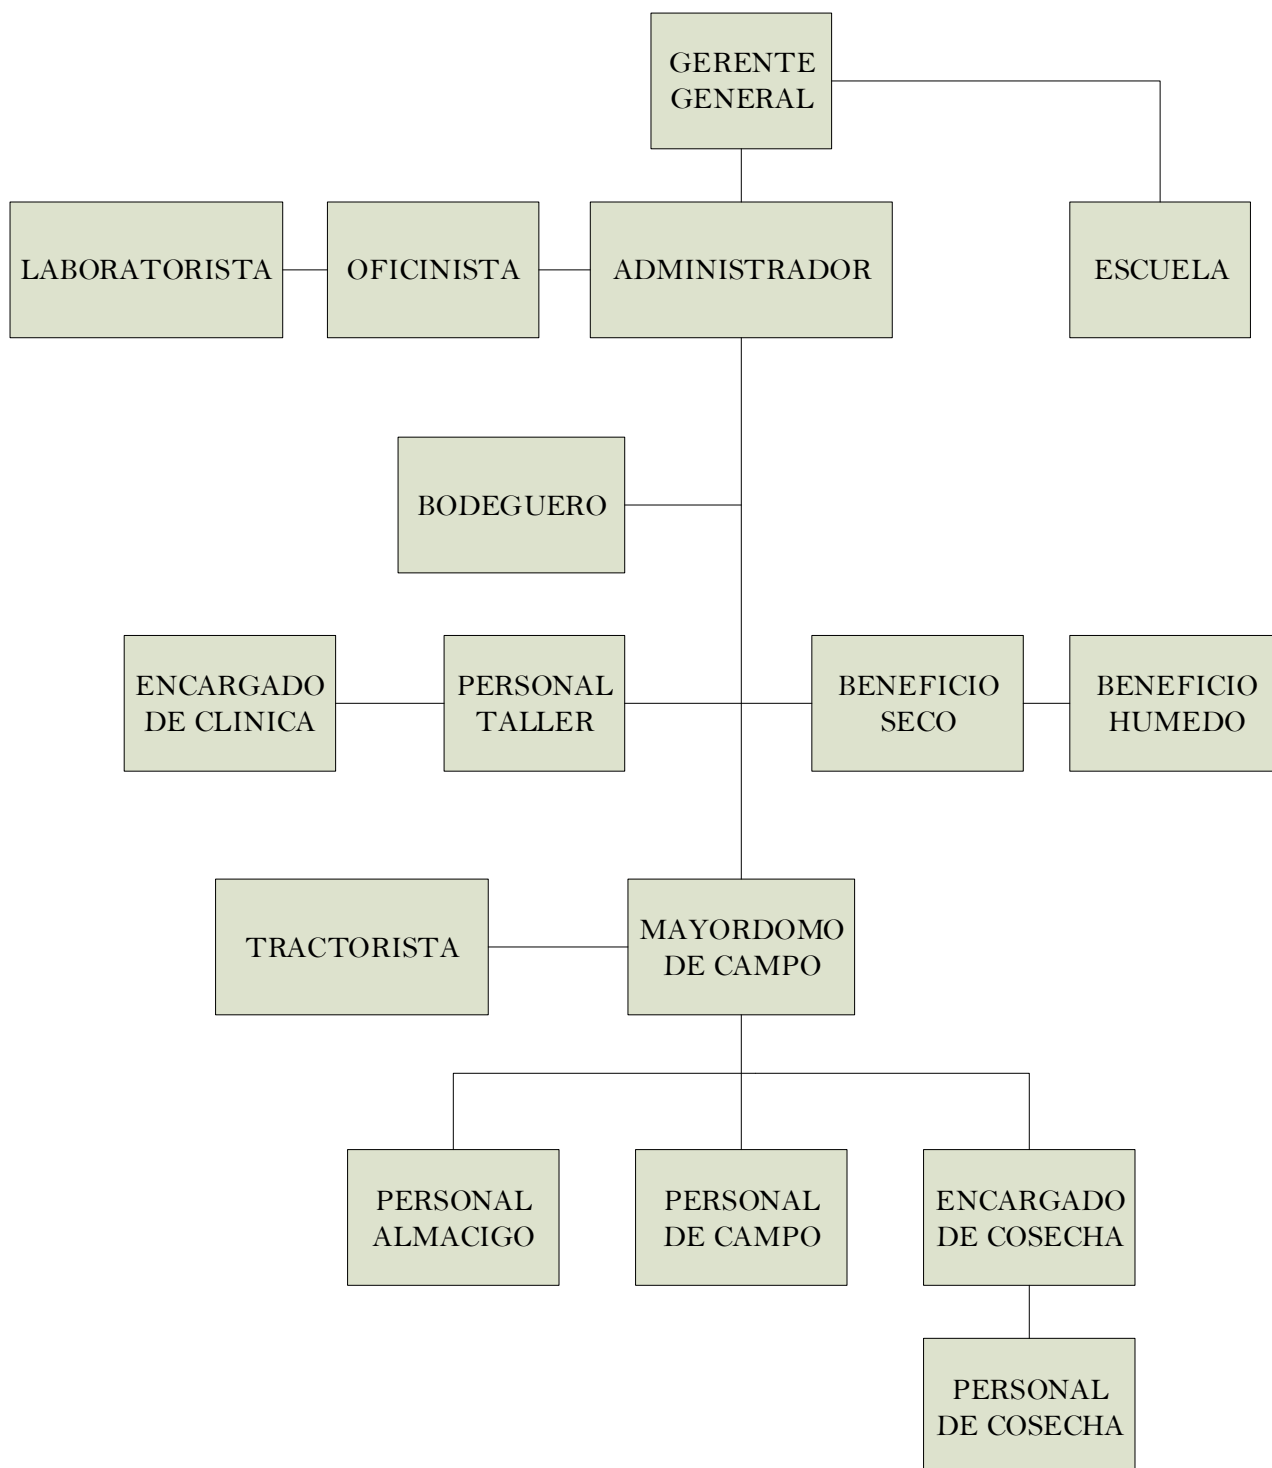 GERENTE
GENERAL
LABORATORISTA
OFICINISTA
ADMINISTRADOR
ESCUELA
BODEGUERO
ENCARGADO
DE CLINICA
PERSONAL
TALLER
BENEFICIO
SECO
BENEFICIO
HUMEDO
TRACTORISTA
MAYORDOMO
DE CAMPO
PERSONAL
ALMACIGO
PERSONAL
DE CAMPO
ENCARGADO
DE COSECHA
PERSONAL
DE COSECHA